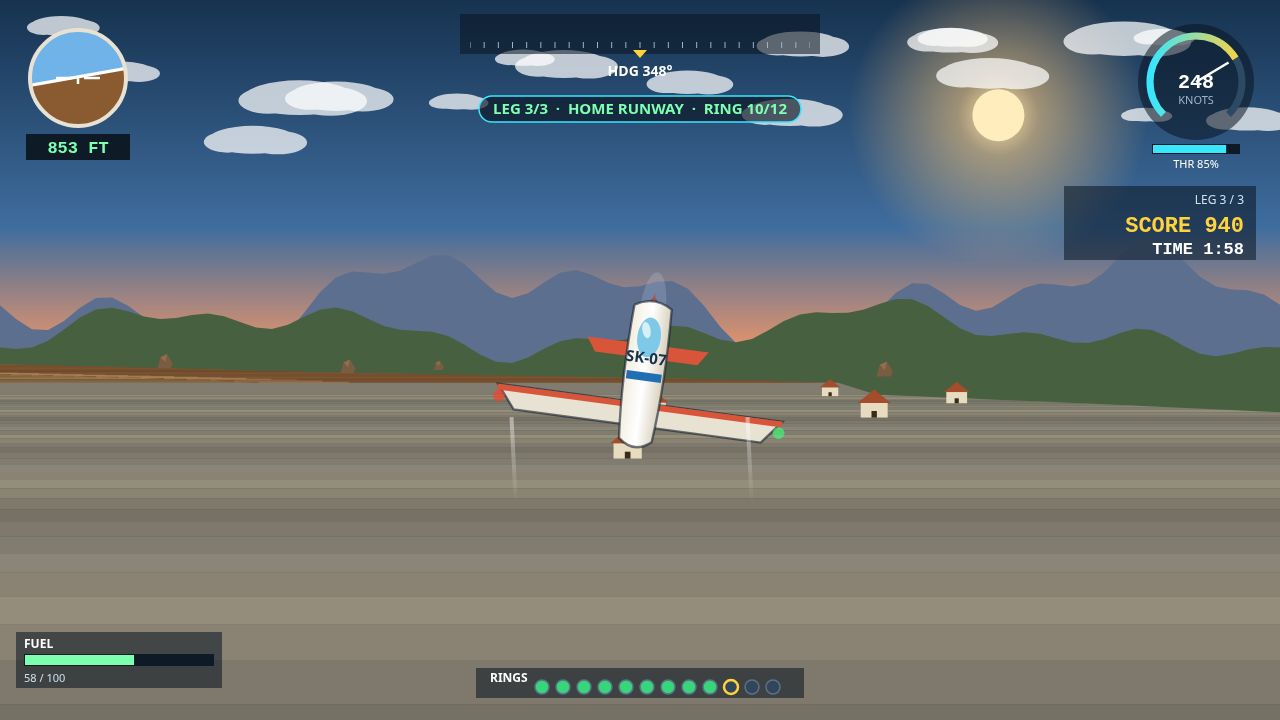 HDG 348°
LEG 3/3 · HOME RUNWAY · RING 10/12
853 FT
248
KNOTS
THR 85%
LEG 3 / 3
SCORE 940
TIME 1:58
SK-07
FUEL
58 / 100
RINGS